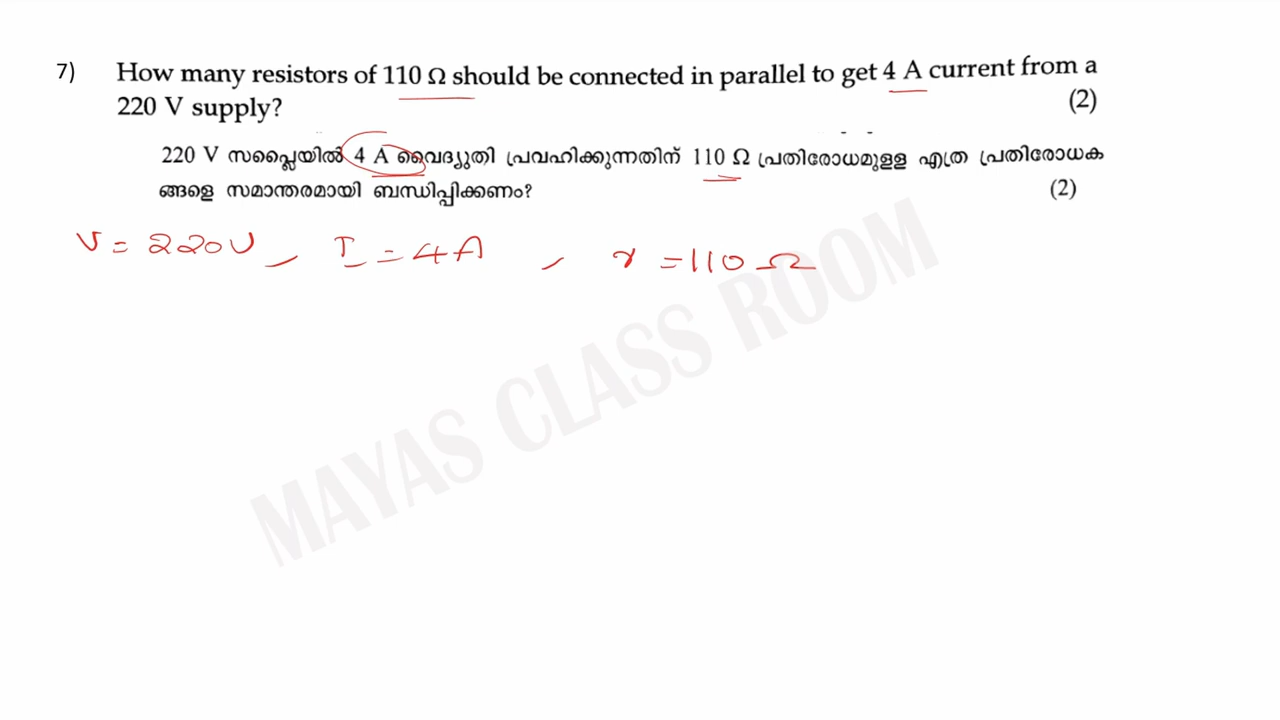 7) How many resistors of 110 Ω should be connected in parallel to get 4 A current from a
220 V supply? (2)
220 V സപ്ലൈയിൽ 4 A വൈദ്യുതി പ്രവഹിക്കുന്നതിന് 110 Ω പ്രതിരോധമുള്ള എത്ര പ്രതിരോധക
ങ്ങളെ സമാന്തരമായി ബന്ധിപ്പിക്കണം? (2)
V = 220V, I = 4A, r = 110 Ω
MAYAS CLASS ROOM